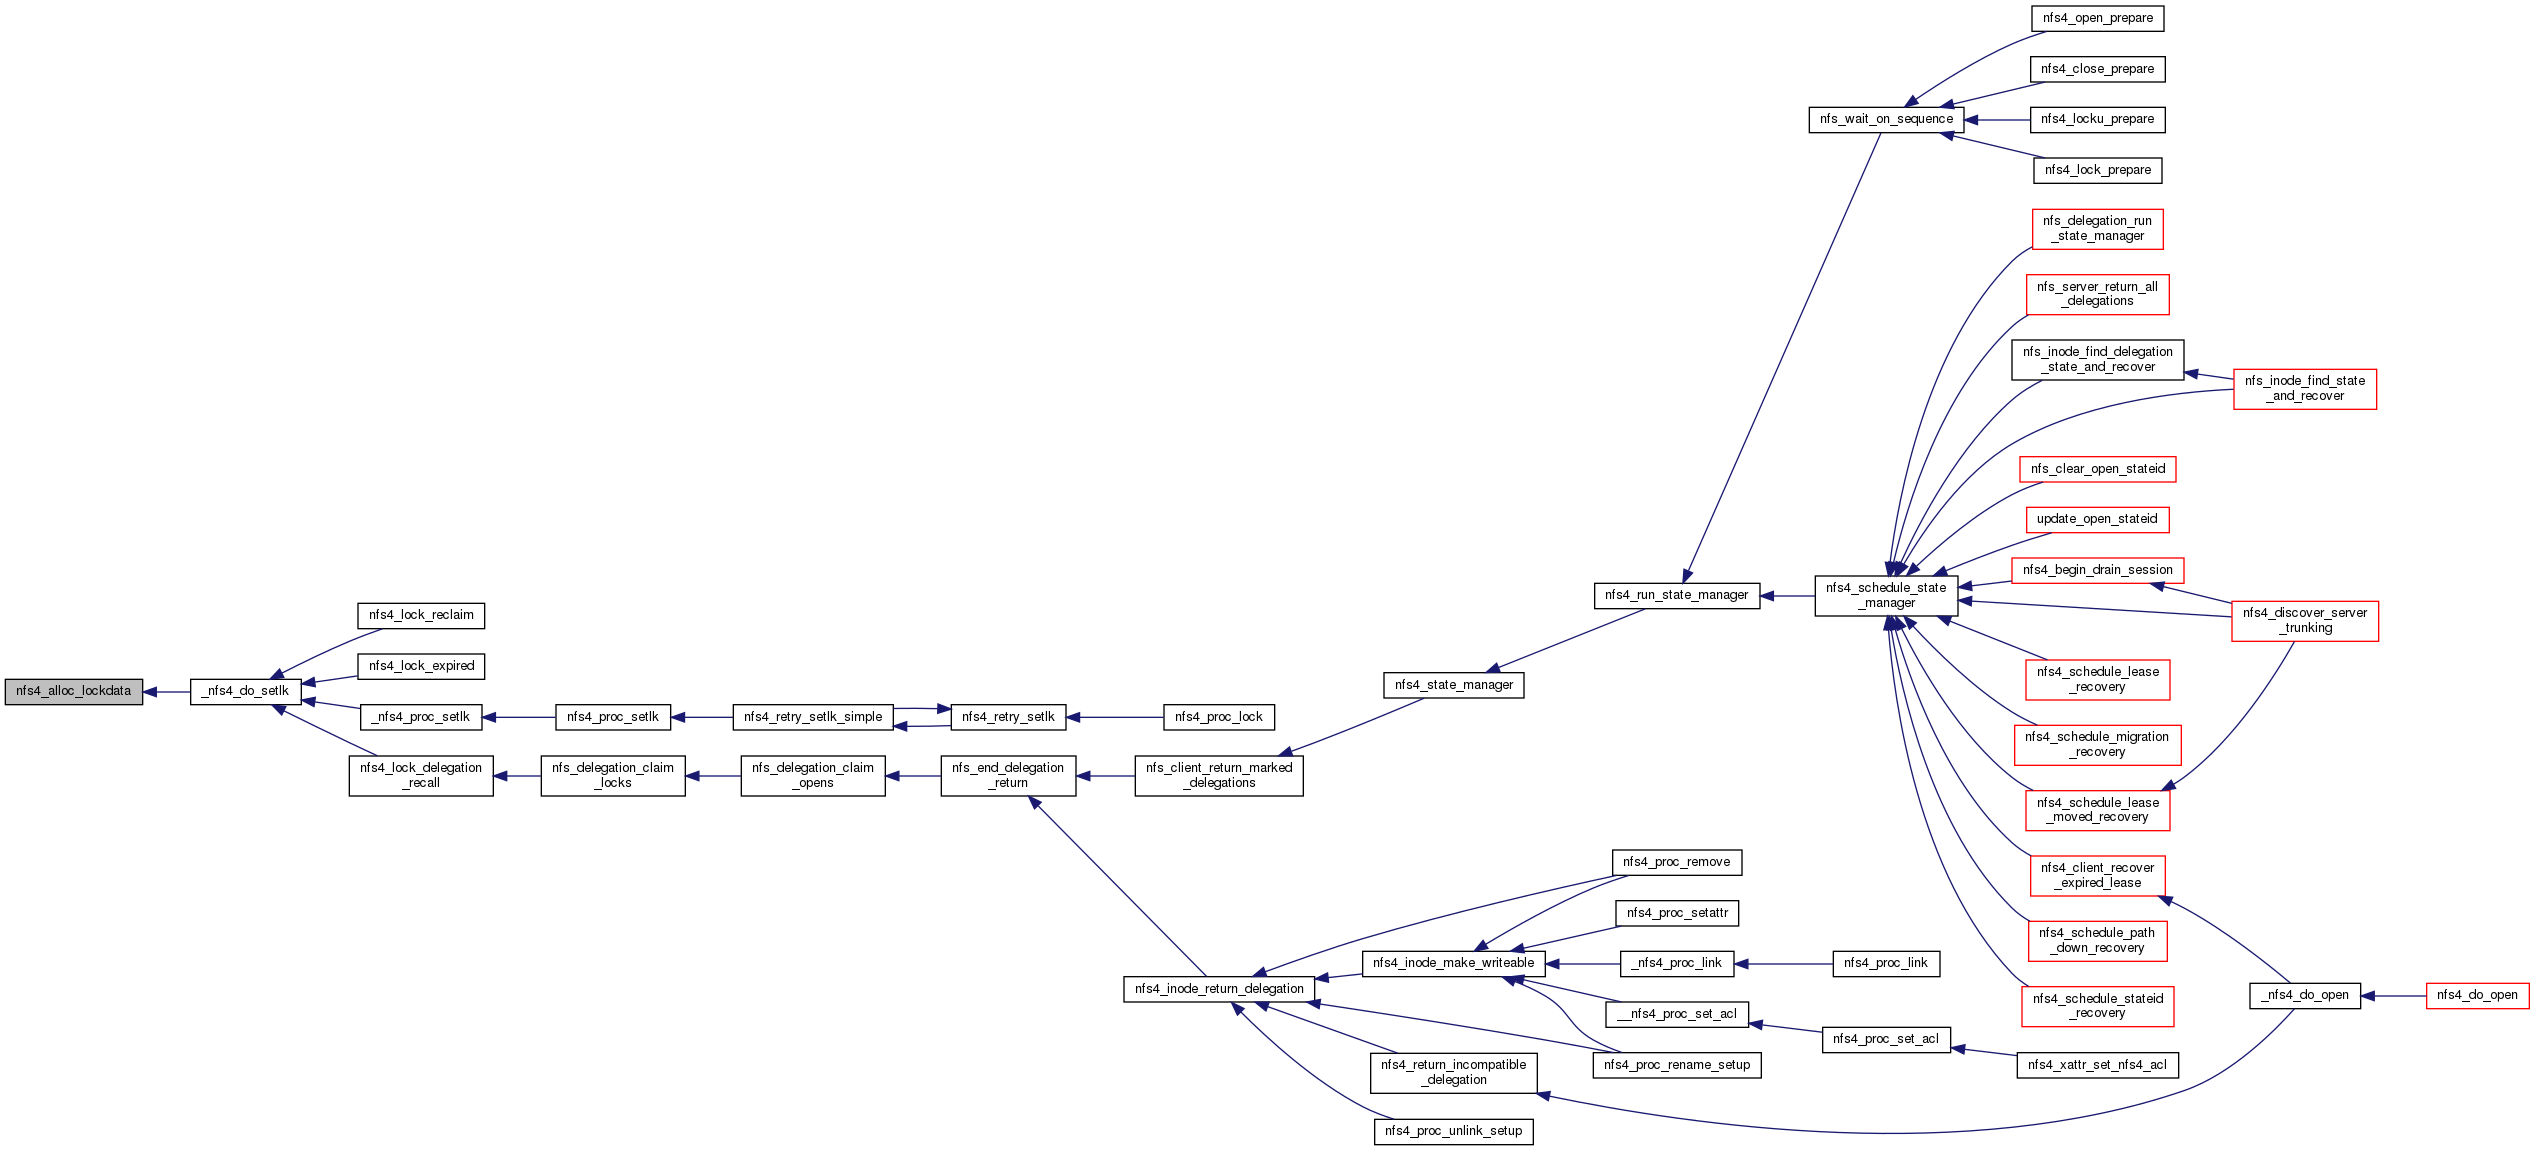 nfs4_open_prepare
nfs4_close_prepare
nfs_wait_on_sequence
nfs4_locku_prepare
nfs4_lock_prepare
nfs_delegation_run
_state_manager
nfs_server_return_all
_delegations
nfs_inode_find_delegation
_state_and_recover
nfs_inode_find_state
_and_recover
nfs_clear_open_stateid
update_open_stateid
nfs4_begin_drain_session
nfs4_run_state_manager
nfs4_schedule_state
_manager
nfs4_discover_server
_trunking
nfs4_lock_reclaim
nfs4_lock_expired
nfs4_schedule_lease
_recovery
nfs4_alloc_lockdata
_nfs4_do_setlk
nfs4_state_manager
_nfs4_proc_setlk
nfs4_proc_setlk
nfs4_retry_setlk_simple
nfs4_retry_setlk
nfs4_proc_lock
nfs4_schedule_migration
_recovery
nfs4_lock_delegation
_recall
nfs_delegation_claim
_locks
nfs_delegation_claim
_opens
nfs_end_delegation
_return
nfs_client_return_marked
_delegations
nfs4_schedule_lease
_moved_recovery
nfs4_proc_remove
nfs4_client_recover
_expired_lease
nfs4_proc_setattr
nfs4_schedule_path
_down_recovery
nfs4_inode_make_writeable
_nfs4_proc_link
nfs4_proc_link
nfs4_inode_return_delegation
nfs4_schedule_stateid
_recovery
_nfs4_do_open
nfs4_do_open
__nfs4_proc_set_acl
nfs4_proc_set_acl
nfs4_return_incompatible
_delegation
nfs4_proc_rename_setup
nfs4_xattr_set_nfs4_acl
nfs4_proc_unlink_setup